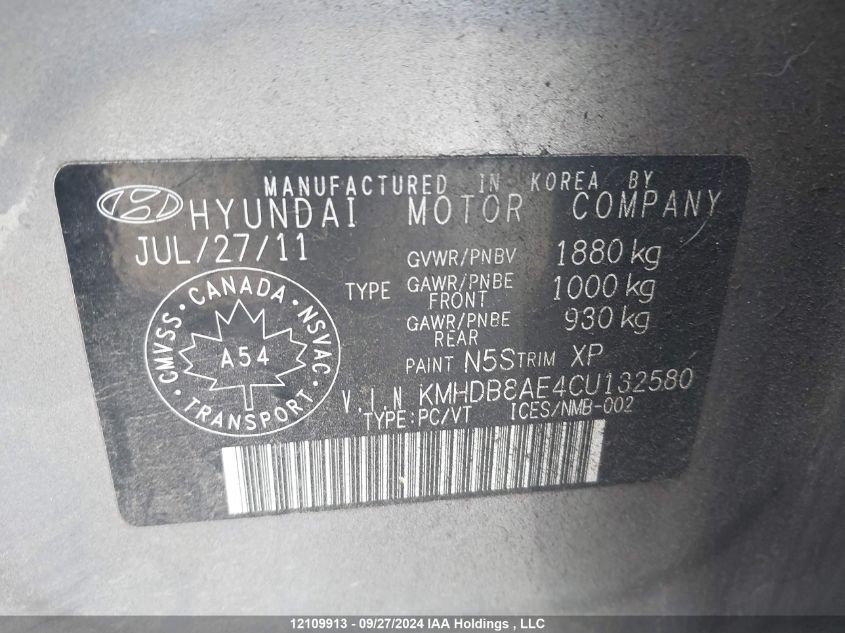 MANUFACTURED IN KOREA BY
HYUNDAI MOTOR COMPANY
JUL/27/11
GVWR/PNBV 1880 kg
TYPE GAWR/PNBE FRONT 1000 kg
GAWR/PNBE REAR 930 kg
PAINT N5S TRIM XP
V.I.N KMHDB8AE4CU132580
TYPE:PC/VT ICES/NMB-002
CMVSS · CANADA · NSVAC
A54
· TRANSPORT ·
12109913 - 09/27/2024 IAA Holdings , LLC